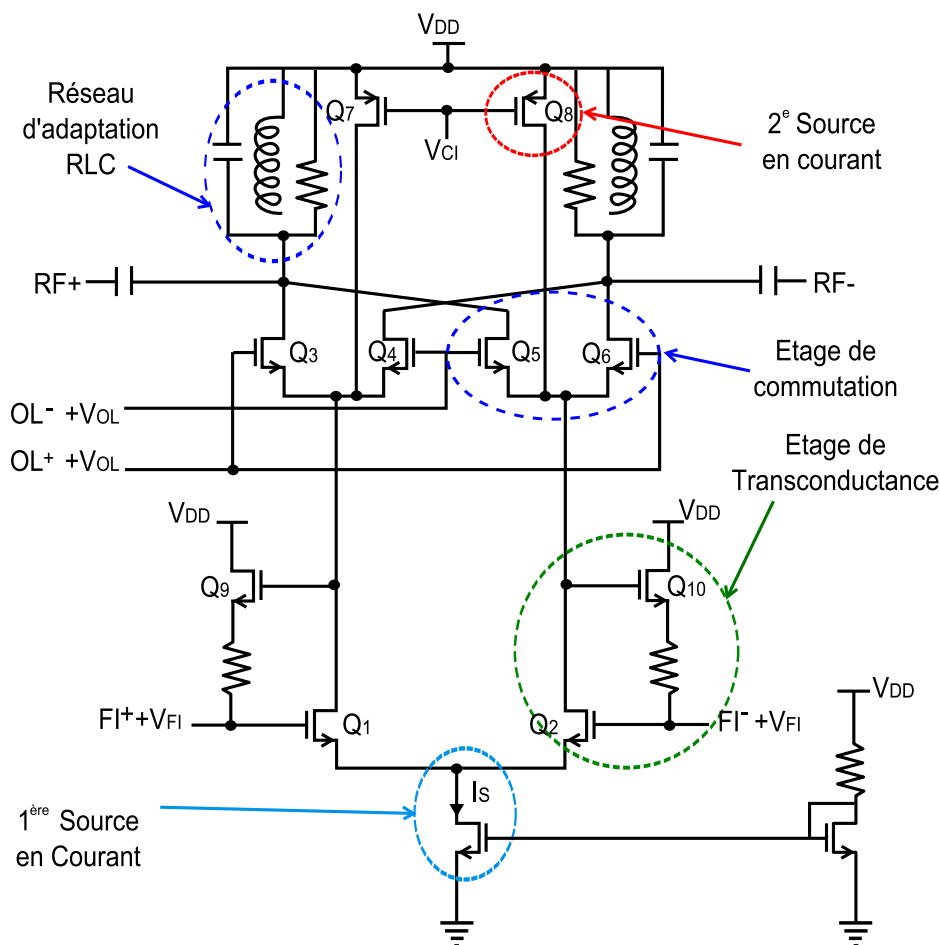 VDD
Réseau
d'adaptation
RLC
Q7
Q8
VCI
2e Source
en courant
RF+
RF-
Q3
Q4
Q5
Q6
Etage de
commutation
OL- +VOL
OL+ +VOL
Etage de
Transconductance
VDD
VDD
Q9
Q10
FI+ +VFI
Q1
Q2
FI- +VFI
VDD
IS
1ère Source
en Courant